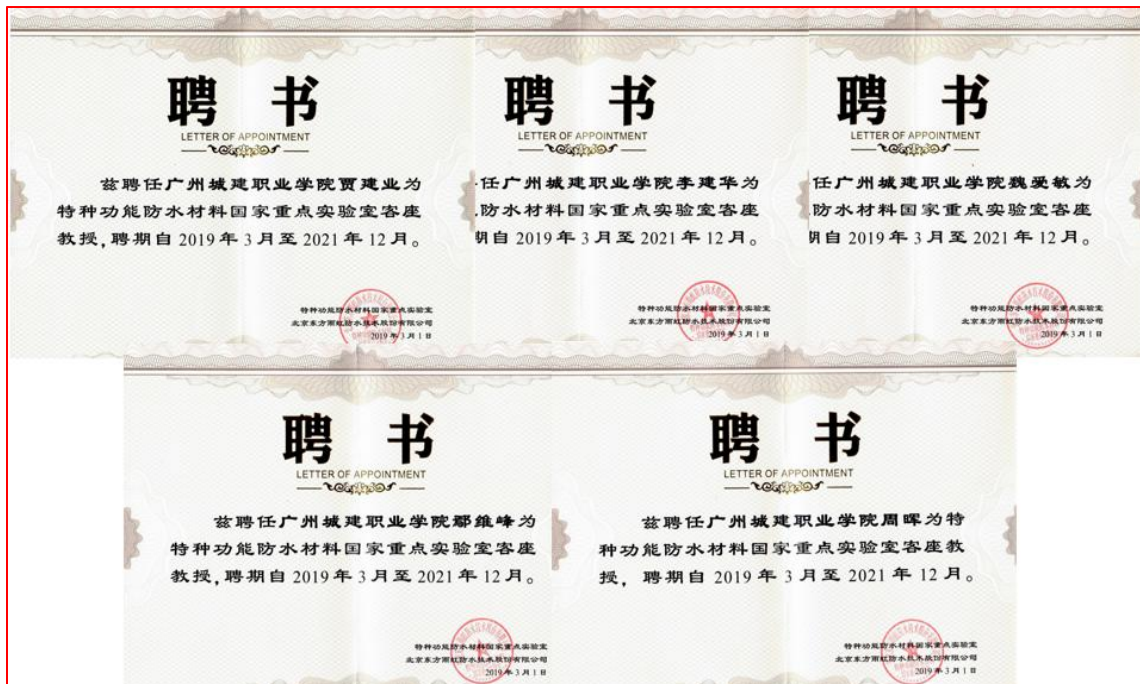 聘 书
LETTER OF APPOINTMENT
兹聘任广州城建职业学院贾建业为
特种功能防水材料国家重点实验室客座
教授，聘期自 2019 年 3 月至 2021 年 12 月。
特种功能防水材料国家重点实验室
北京东方雨虹防水技术股份有限公司
2019 年 3 月 1 日
聘 书
LETTER OF APPOINTMENT
任广州城建职业学院李建华为
防水材料国家重点实验室客座
期自 2019 年 3 月至 2021 年 12 月。
特种功能防水材料国家重点实验室
北京东方雨虹防水技术股份有限公司
2019 年 3 月 1 日
聘 书
LETTER OF APPOINTMENT
任广州城建职业学院魏爱敏为
防水材料国家重点实验室客座
期自 2019 年 3 月至 2021 年 12 月。
特种功能防水材料国家重点实验室
北京东方雨虹防水技术股份有限公司
2019 年 3 月 1 日
聘 书
LETTER OF APPOINTMENT
兹聘任广州城建职业学院鄢维峰为
特种功能防水材料国家重点实验室客座
教授，聘期自 2019 年 3 月至 2021 年 12 月。
特种功能防水材料国家重点实验室
北京东方雨虹防水技术股份有限公司
2019 年 3 月 1 日
聘 书
LETTER OF APPOINTMENT
兹聘任广州城建职业学院周晖为特
种功能防水材料国家重点实验室客座教
授，聘期自 2019 年 3 月至 2021 年 12 月。
特种功能防水材料国家重点实验室
北京东方雨虹防水技术股份有限公司
2019 年 3 月 1 日